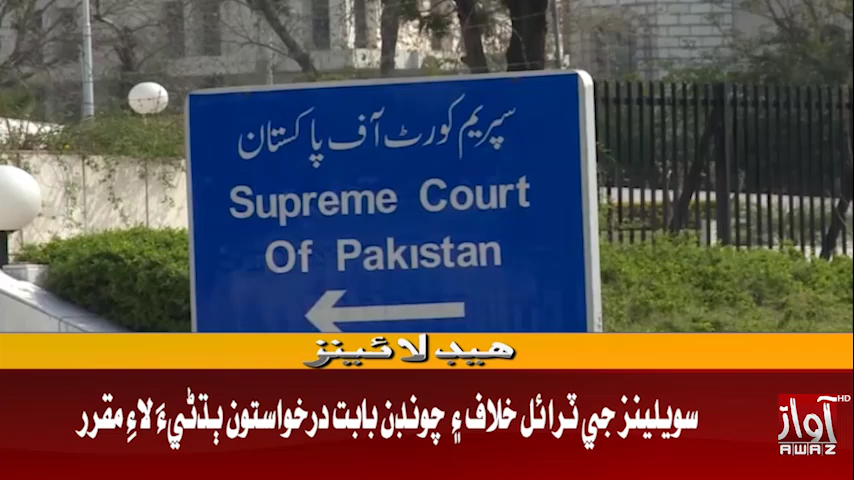 سپریم کورٹ آف پاکستان
Supreme Court
Of Pakistan
هيڊ لائينز
سويلينز جي ٽرائل خلاف ۽ چونڊن بابت درخواستون ٻڌڻيءَ لاءِ مقرر
آواز HD
AWAZ